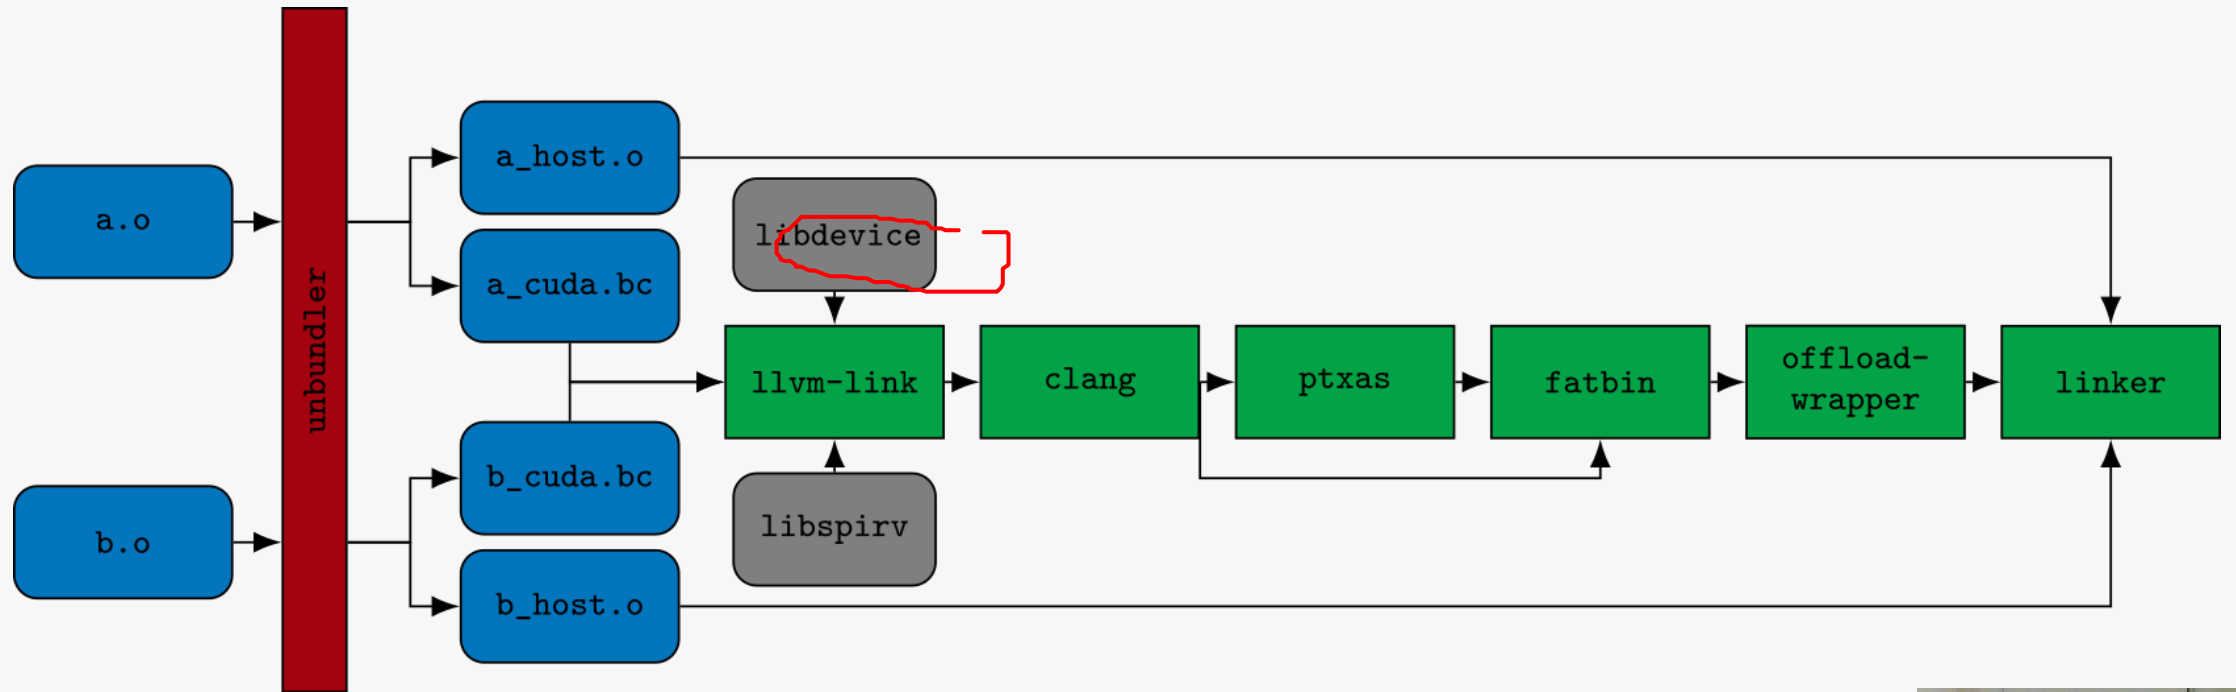 a.o
b.o
unbundler
a_host.o
a_cuda.bc
b_cuda.bc
b_host.o
libdevice
llvm-link
libspirv
clang
ptxas
fatbin
offload-
wrapper
linker